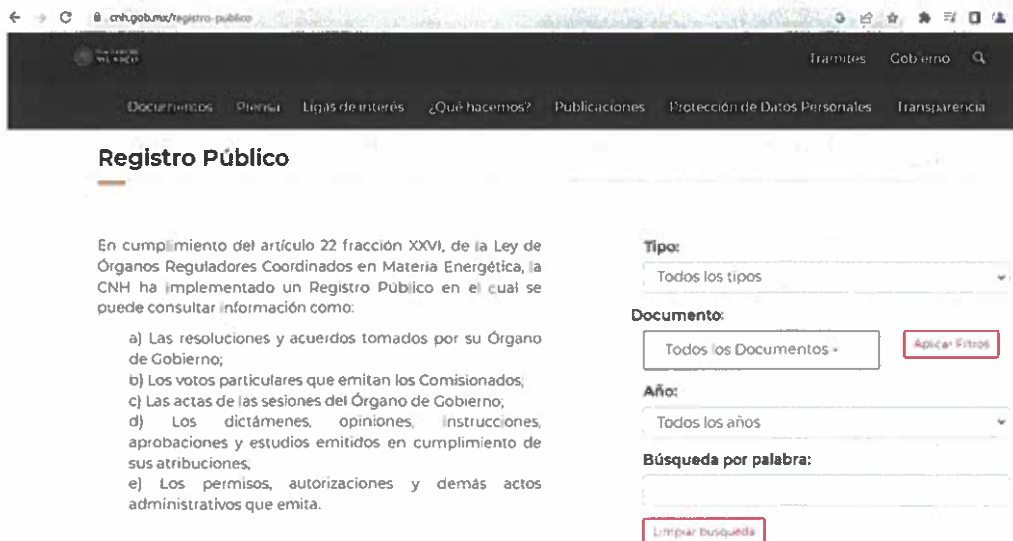 cnh.gob.mx/registro-publico
Trámites Gobierno
Documentos Prensa Ligas de interés ¿Qué hacemos? Publicaciones Protección de Datos Personales Transparencia
Registro Público
En cumplimiento del artículo 22 fracción XXVI, de la Ley de
Órganos Reguladores Coordinados en Materia Energética, la
CNH ha implementado un Registro Público en el cual se
puede consultar información como:
a) Las resoluciones y acuerdos tomados por su Órgano
de Gobierno;
b) Los votos particulares que emitan los Comisionados;
c) Las actas de las sesiones del Órgano de Gobierno;
d) Los dictámenes, opiniones, instrucciones,
aprobaciones y estudios emitidos en cumplimiento de
sus atribuciones,
e) Los permisos, autorizaciones y demás actos
administrativos que emita.
Tipo:
Todos los tipos
Documento:
Todos los Documentos
Aplicar Filtros
Año:
Todos los años
Búsqueda por palabra:
Limpiar busqueda